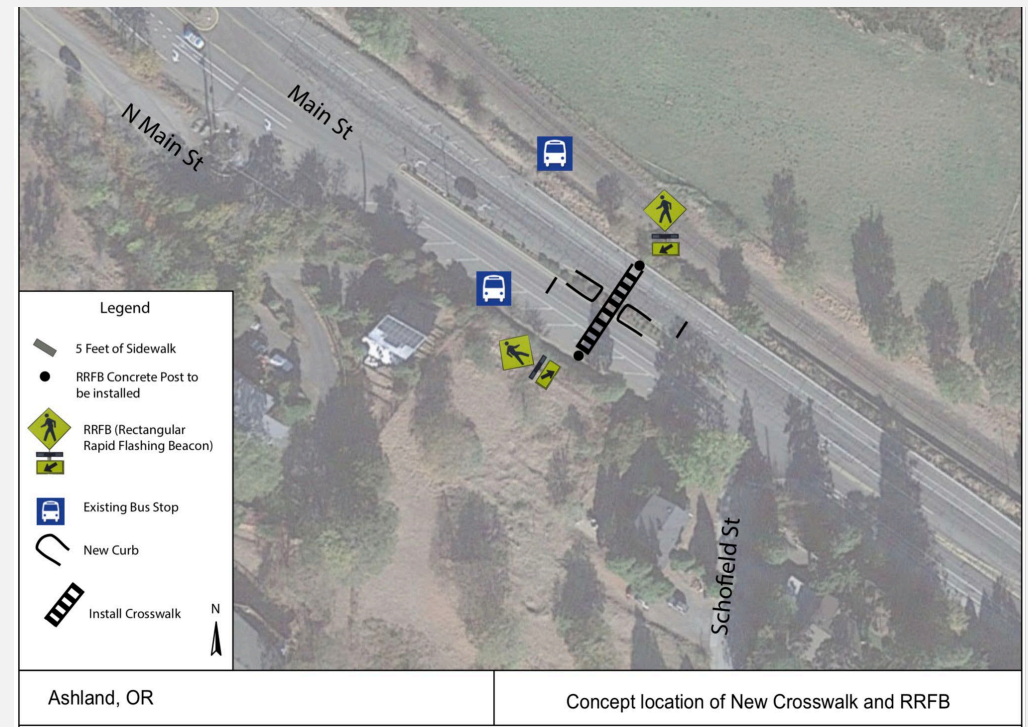 N Main St
Main St
Legend
5 Feet of Sidewalk
RRFB Concrete Post to
be installed
RRFB (Rectangular
Rapid Flashing Beacon)
Existing Bus Stop
New Curb
Install Crosswalk
N
Schofield St
Ashland, OR
Concept location of New Crosswalk and RRFB